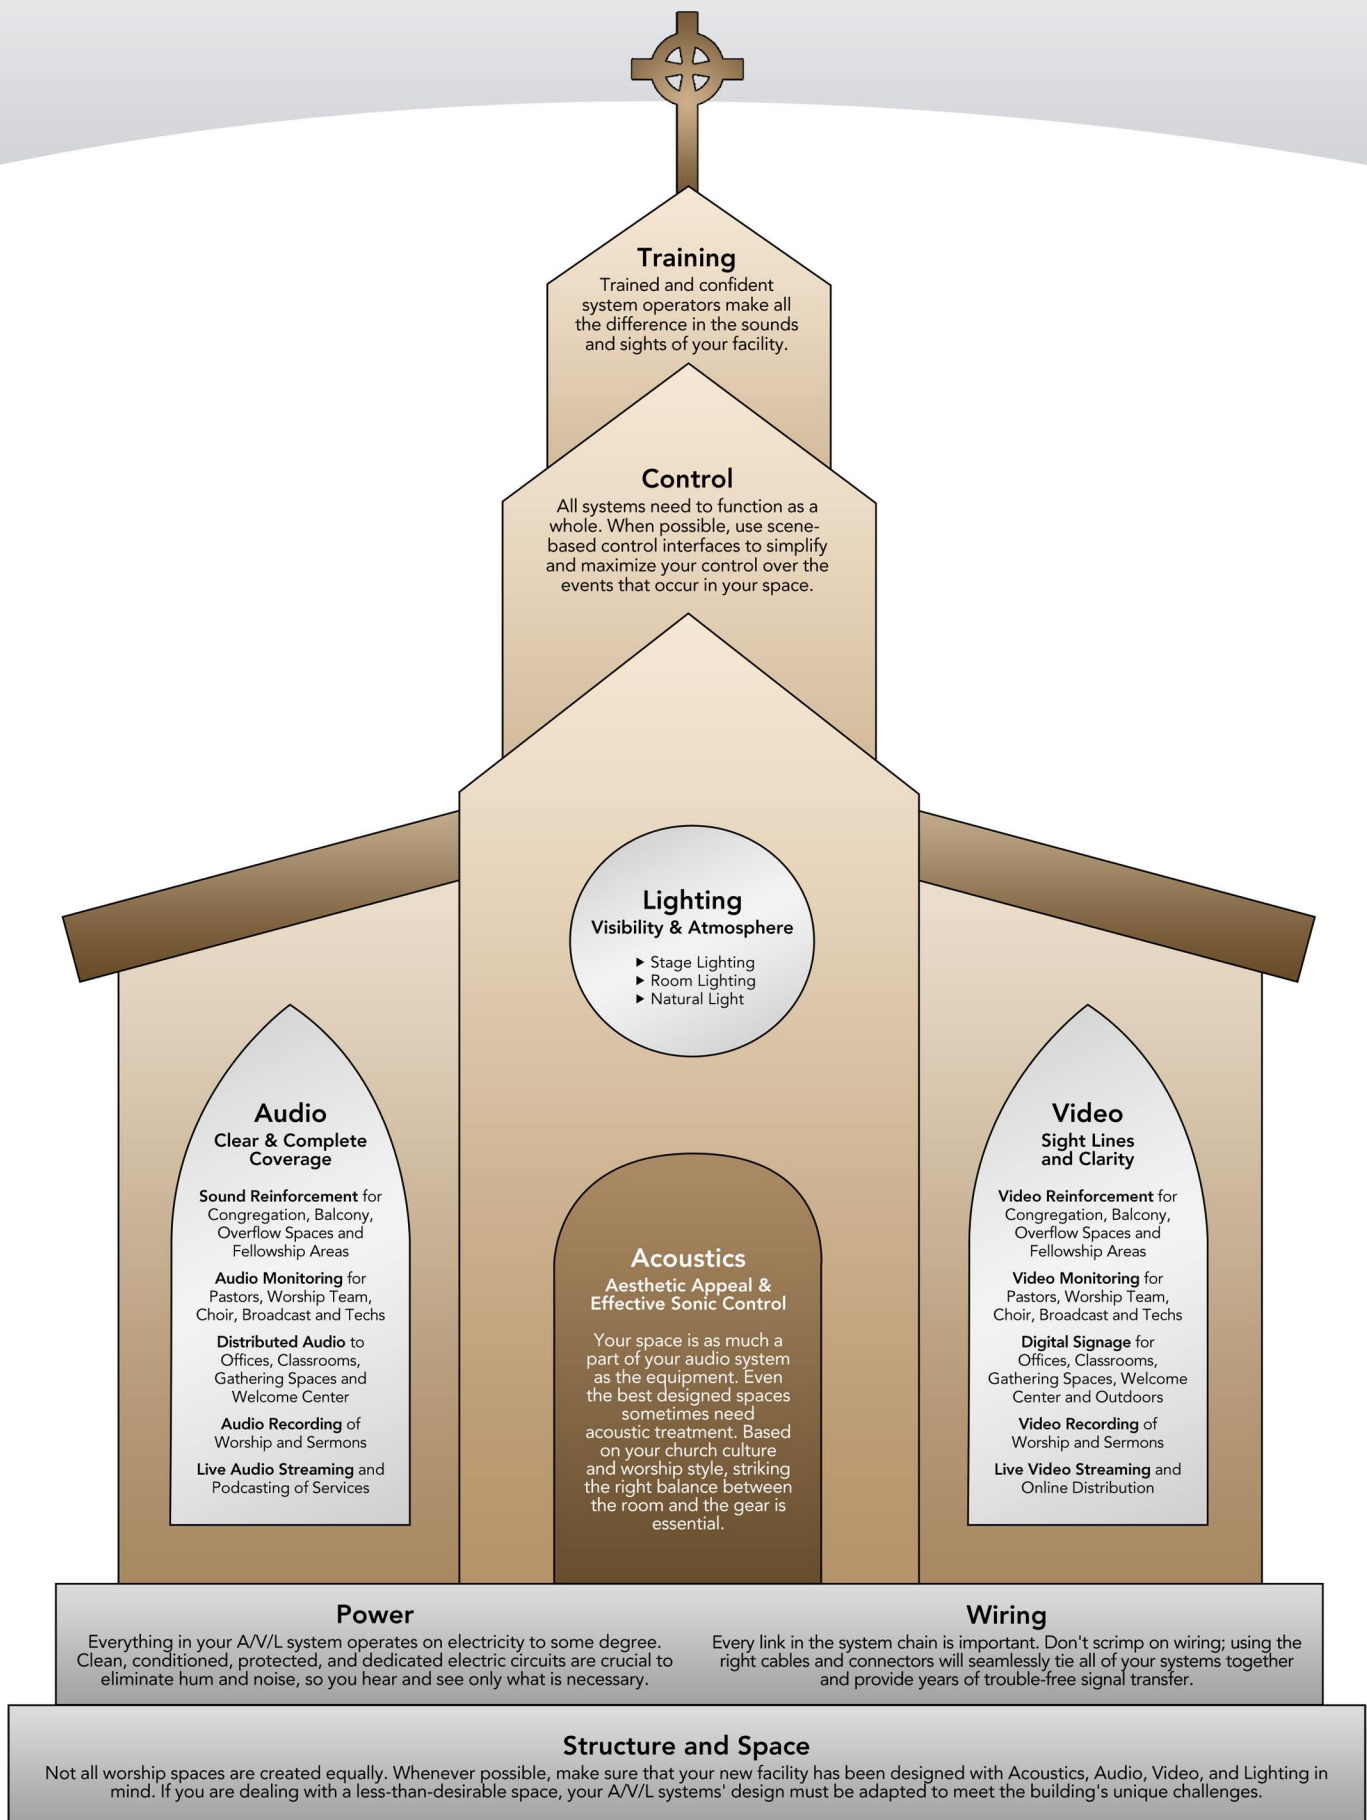 Training
Trained and confident
system operators make all
the difference in the sounds
and sights of your facility.
Control
All systems need to function as a
whole. When possible, use scene-
based control interfaces to simplify
and maximize your control over the
events that occur in your space.
Lighting
Visibility & Atmosphere
▶ Stage Lighting
▶ Room Lighting
▶ Natural Light
Audio
Clear & Complete
Coverage
Sound Reinforcement for
Congregation, Balcony,
Overflow Spaces and
Fellowship Areas
Audio Monitoring for
Pastors, Worship Team,
Choir, Broadcast and Techs
Distributed Audio to
Offices, Classrooms,
Gathering Spaces and
Welcome Center
Audio Recording of
Worship and Sermons
Live Audio Streaming and
Podcasting of Services
Acoustics
Aesthetic Appeal &
Effective Sonic Control
Your space is as much a
part of your audio system
as the equipment. Even
the best designed spaces
sometimes need
acoustic treatment. Based
on your church culture
and worship style, striking
the right balance between
the room and the gear is
essential.
Video
Sight Lines
and Clarity
Video Reinforcement for
Congregation, Balcony,
Overflow Spaces and
Fellowship Areas
Video Monitoring for
Pastors, Worship Team,
Choir, Broadcast and Techs
Digital Signage for
Offices, Classrooms,
Gathering Spaces, Welcome
Center and Outdoors
Video Recording of
Worship and Sermons
Live Video Streaming and
Online Distribution
Power
Everything in your A/V/L system operates on electricity to some degree.
Clean, conditioned, protected, and dedicated electric circuits are crucial to
eliminate hum and noise, so you hear and see only what is necessary.
Wiring
Every link in the system chain is important. Don't scrimp on wiring; using the
right cables and connectors will seamlessly tie all of your systems together
and provide years of trouble-free signal transfer.
Structure and Space
Not all worship spaces are created equally. Whenever possible, make sure that your new facility has been designed with Acoustics, Audio, Video, and Lighting in
mind. If you are dealing with a less-than-desirable space, your A/V/L systems' design must be adapted to meet the building's unique challenges.